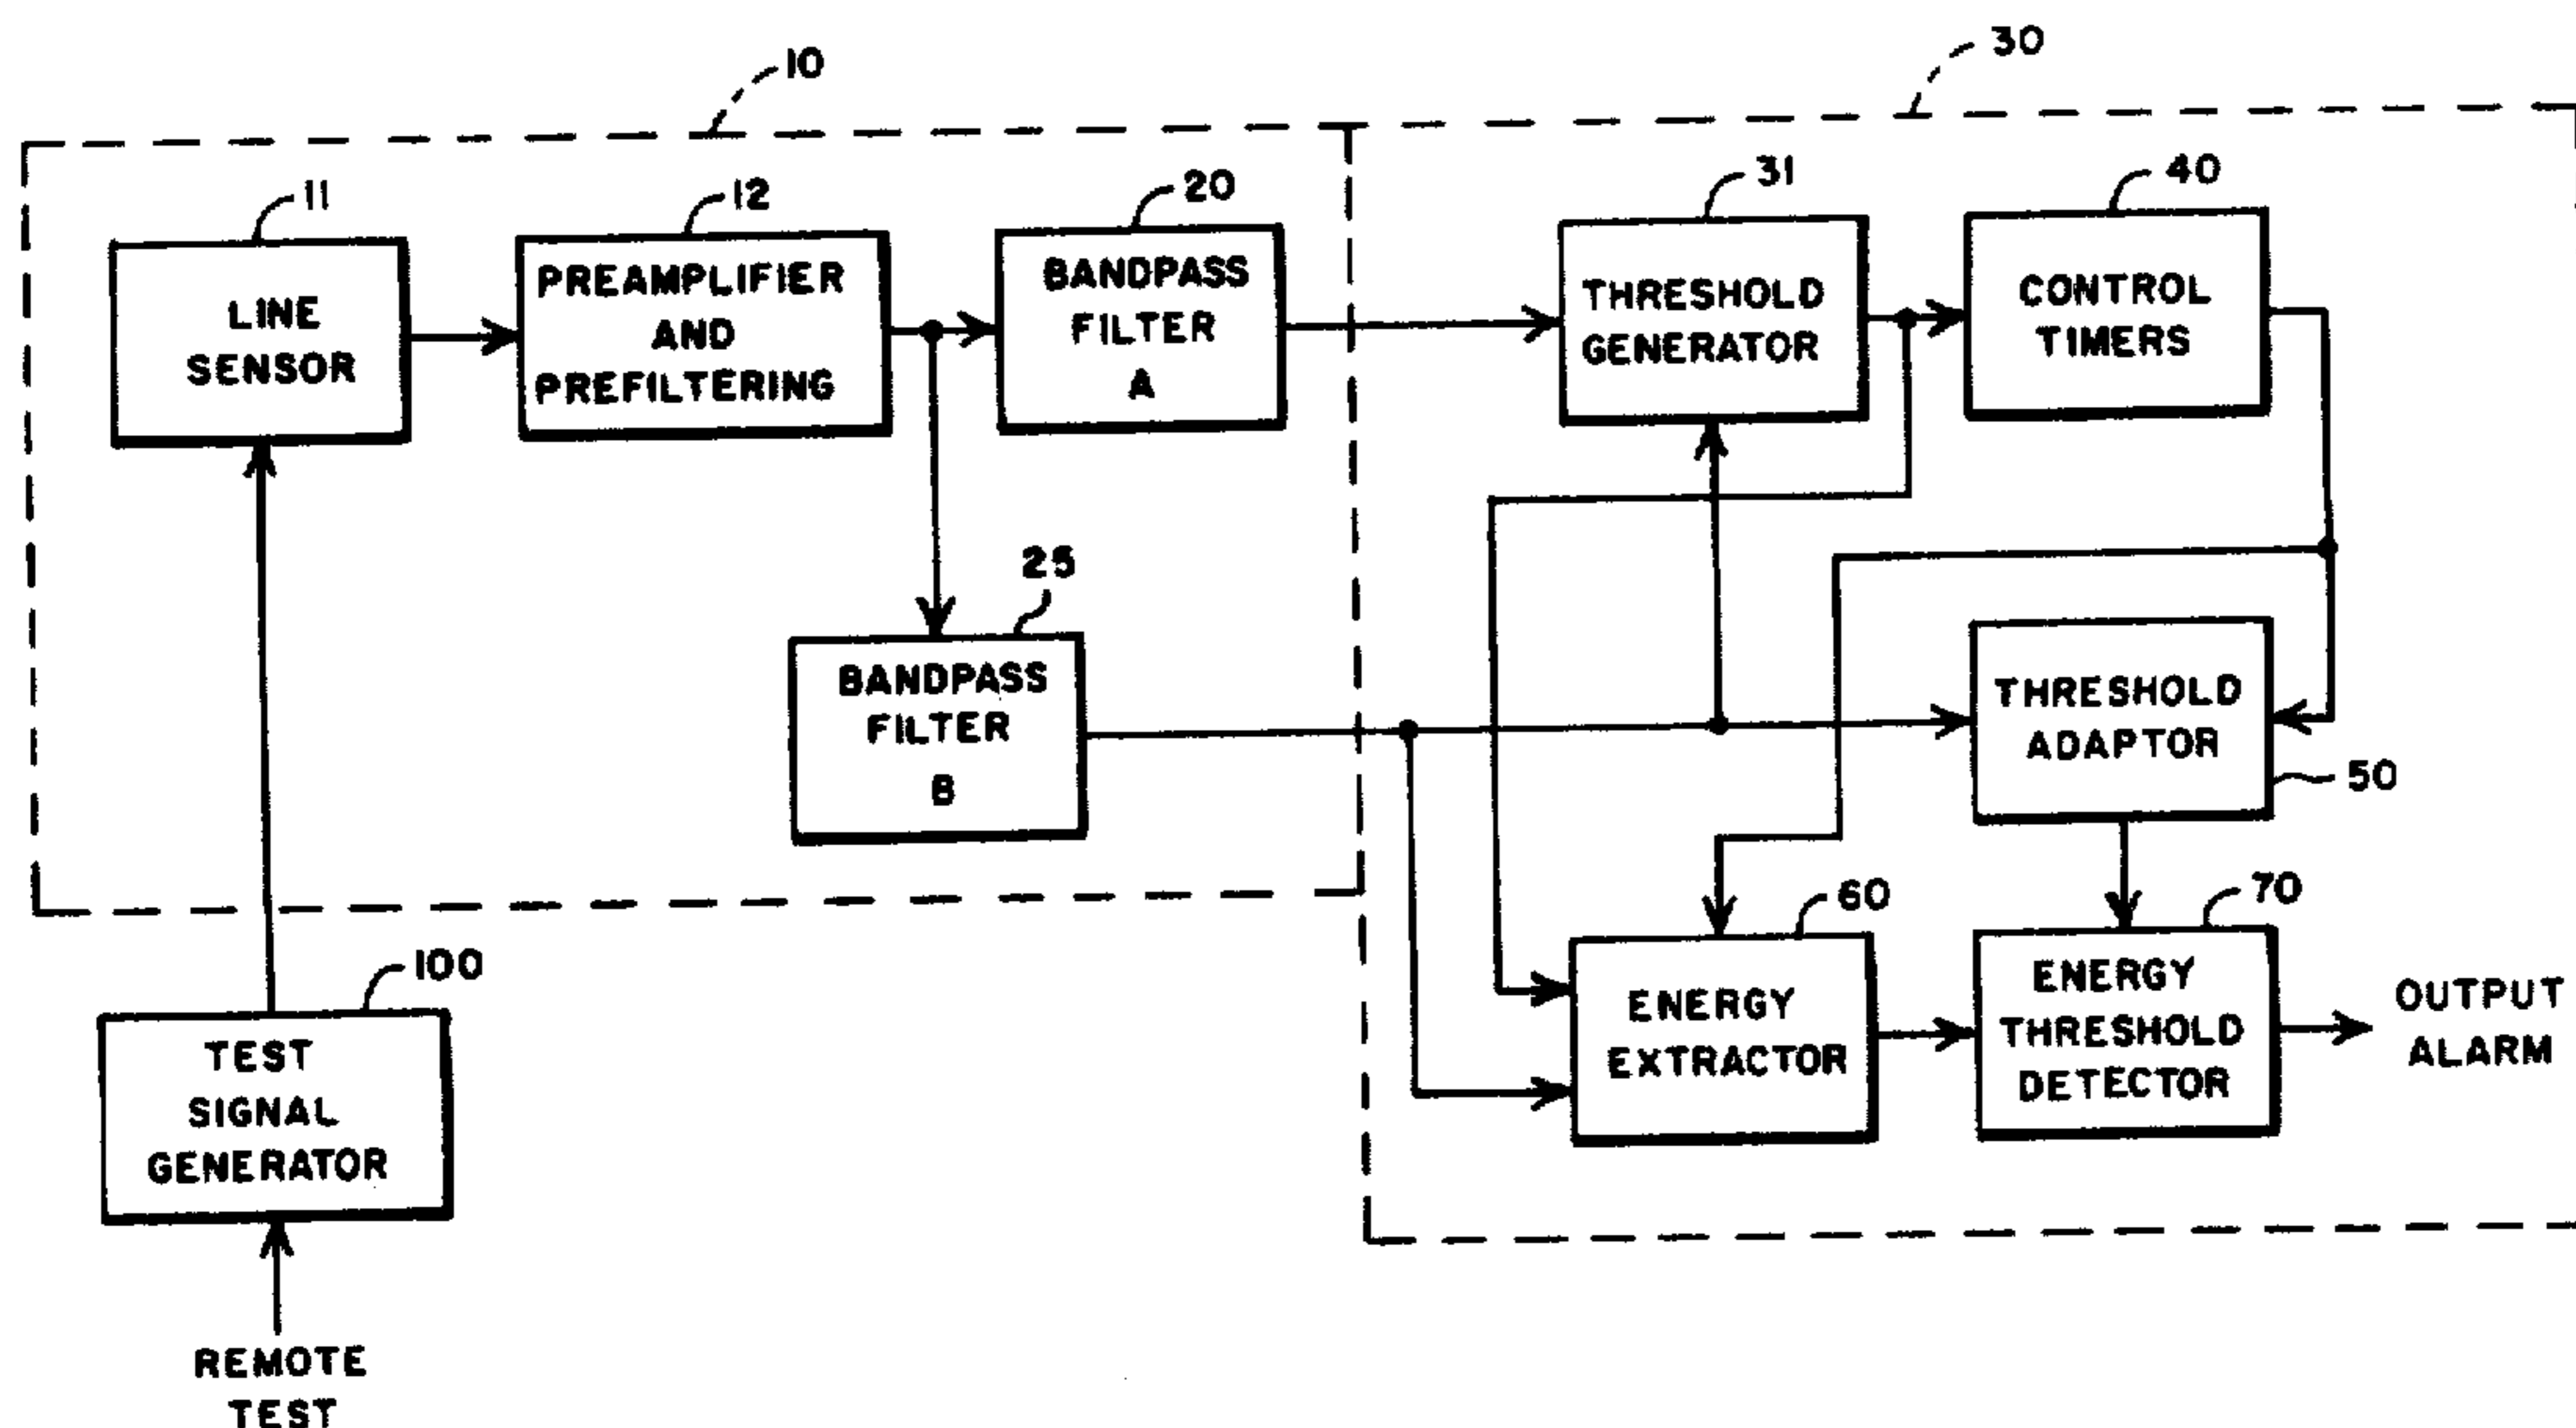 10
30
11
12
20
31
40
LINE
SENSOR
PREAMPLIFIER
AND
PREFILTERING
BANDPASS
FILTER
A
THRESHOLD
GENERATOR
CONTROL
TIMERS
25
BANDPASS
FILTER
B
THRESHOLD
ADAPTOR
50
60
70
100
TEST
SIGNAL
GENERATOR
ENERGY
EXTRACTOR
ENERGY
THRESHOLD
DETECTOR
OUTPUT
ALARM
REMOTE
TEST